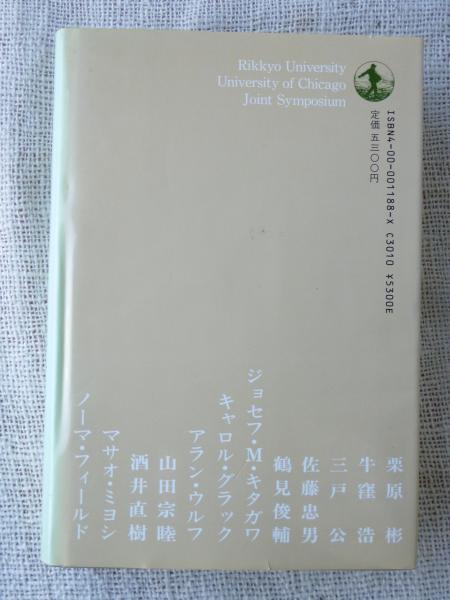 Rikkyo University
University of Chicago
Joint Symposium
ISBN4-00-001188-X C3010 ¥5300E
定価 五三〇〇円
栗原 彬
牛窪 浩
三戸 公
佐藤忠男
鶴見俊輔
ジョセフ・M・キタガワ
キャロル・グラック
アラン・ウルフ
山田宗睦
酒井直樹
マサオ・ミヨシ
ノーマ・フィールド